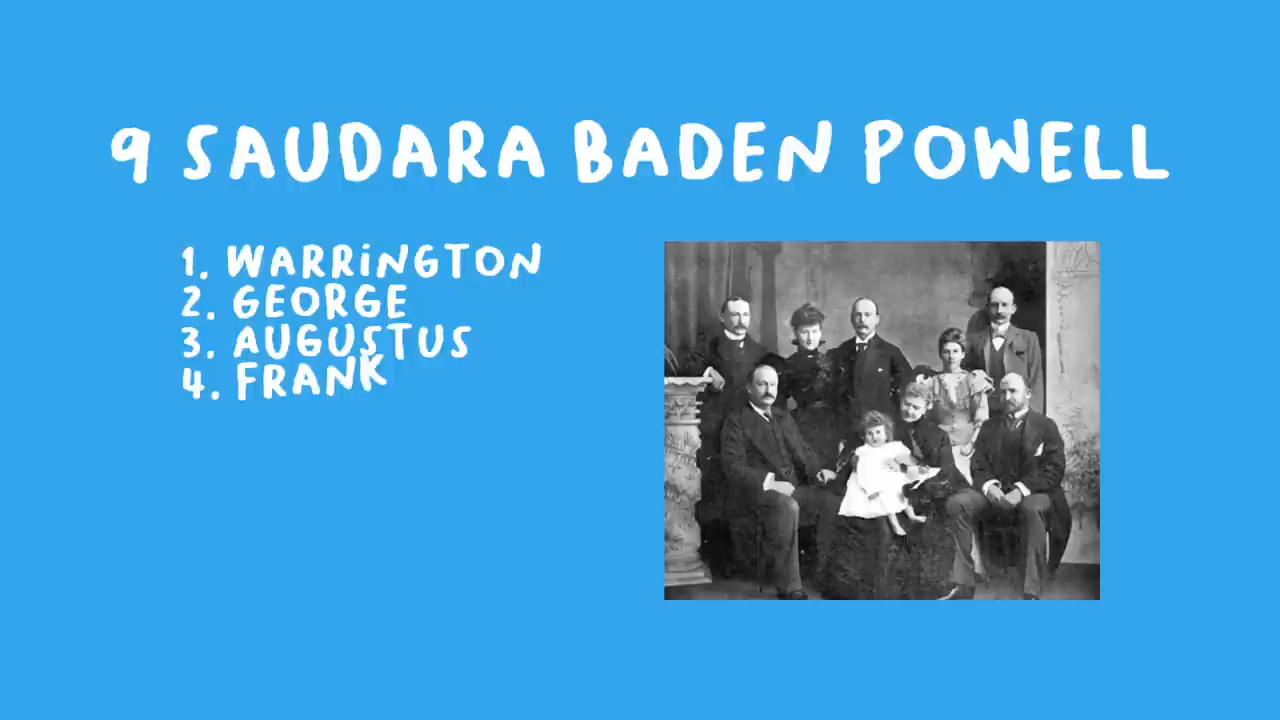 9 SAUDARA BADEN POWELL
1. WARRiNGTON
2. GEORGE
3. AUGUSTUS
4. FRANK